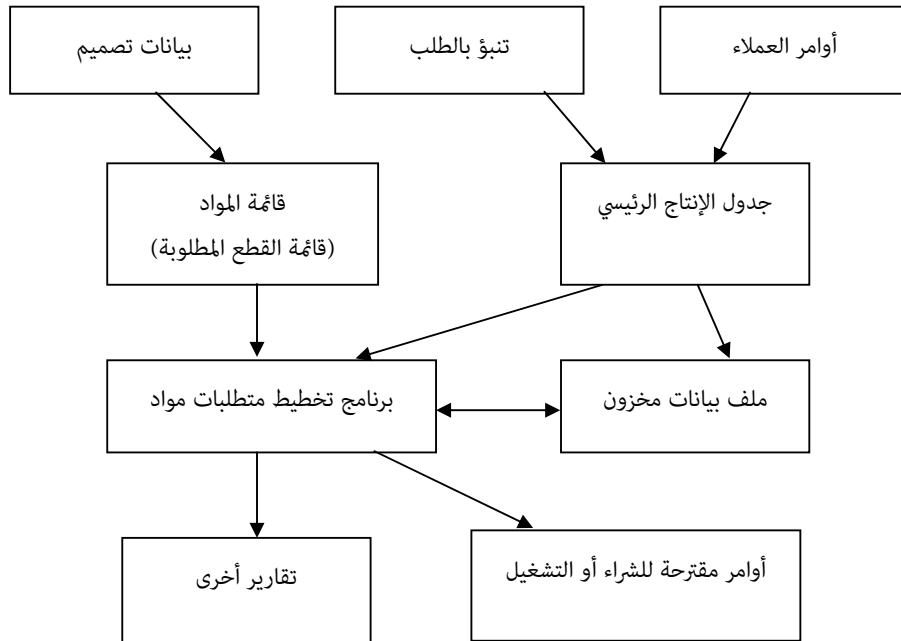 أوامر العملاء
تنبؤ بالطلب
بيانات تصميم
جدول الإنتاج الرئيسي
قائمة المواد
(قائمة القطع المطلوبة)
ملف بيانات مخزون
برنامج تخطيط متطلبات مواد
أوامر مقترحة للشراء أو التشغيل
تقارير أخرى